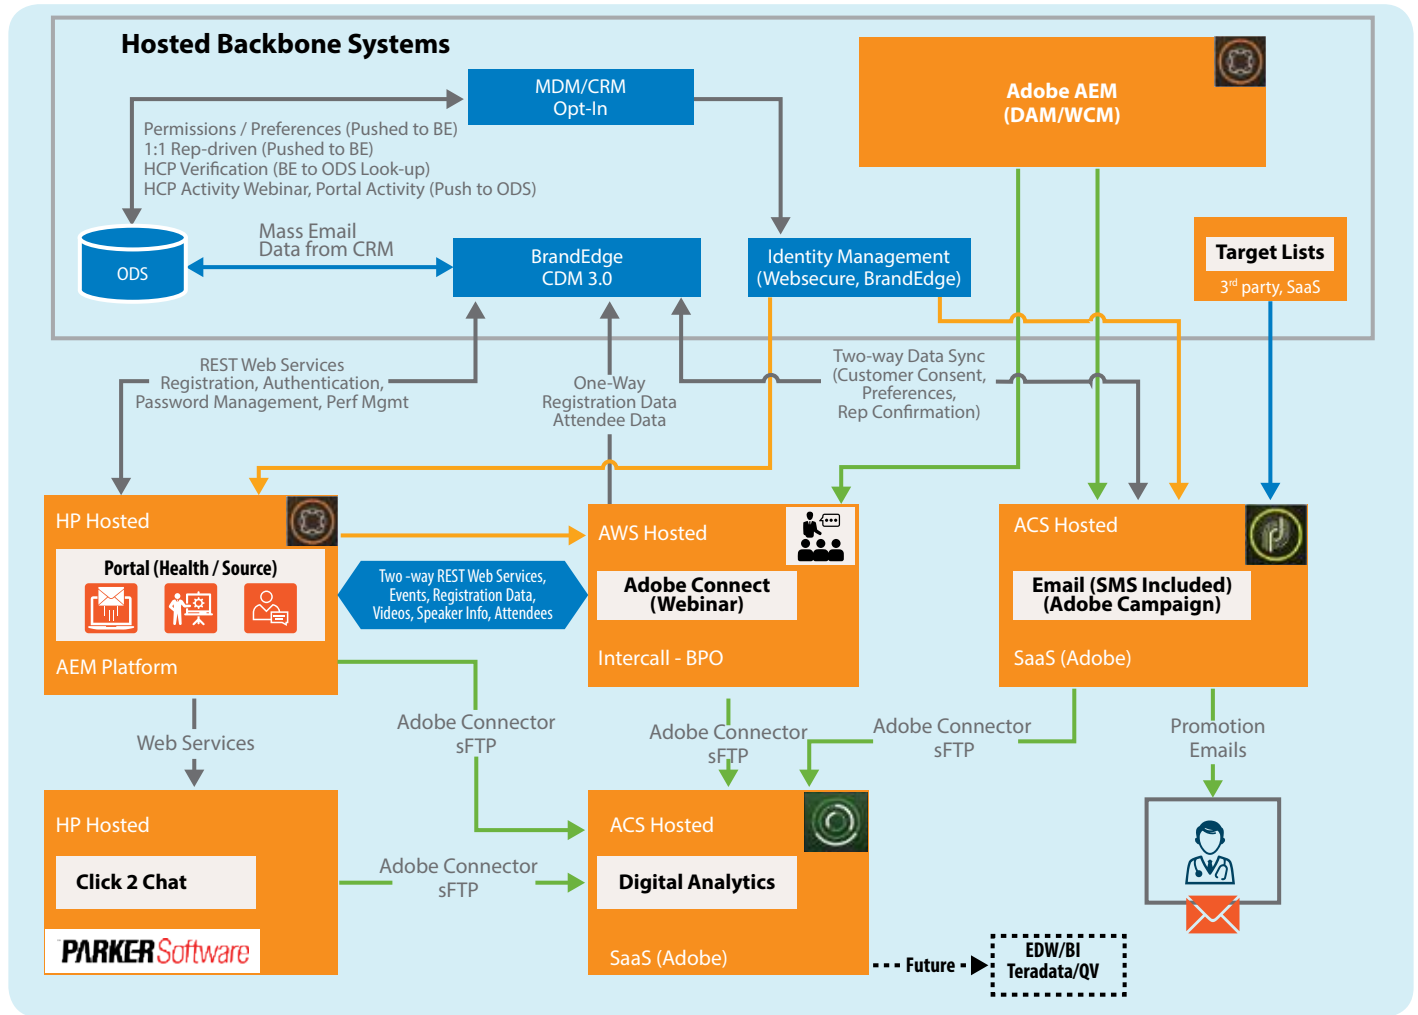 Hosted Backbone Systems
MDM/CRM
Opt-In
Adobe AEM
(DAM/WCM)
Permissions / Preferences (Pushed to BE)
1:1 Rep-driven (Pushed to BE)
HCP Verification (BE to ODS Look-up)
HCP Activity Webinar, Portal Activity (Push to ODS)
ODS
Mass Email
Data from CRM
BrandEdge
CDM 3.0
Identity Management
(Websecure, BrandEdge)
Target Lists
3rd party, SaaS
REST Web Services
Registration, Authentication,
Password Management, Perf Mgmt
One-Way
Registration Data
Attendee Data
Two-way Data Sync
(Customer Consent,
Preferences,
Rep Confirmation)
HP Hosted
Portal (Health / Source)
AEM Platform
Two -way REST Web Services,
Events, Registration Data,
Videos, Speaker Info, Attendees
AWS Hosted
Adobe Connect
(Webinar)
Intercall - BPO
ACS Hosted
Email (SMS Included)
(Adobe Campaign)
SaaS (Adobe)
Web Services
Adobe Connector
sFTP
Adobe Connector
sFTP
Adobe Connector
sFTP
Promotion
Emails
HP Hosted
Click 2 Chat
PARKER Software
Adobe Connector
sFTP
ACS Hosted
Digital Analytics
SaaS (Adobe)
Future
EDW/BI
Teradata/QV